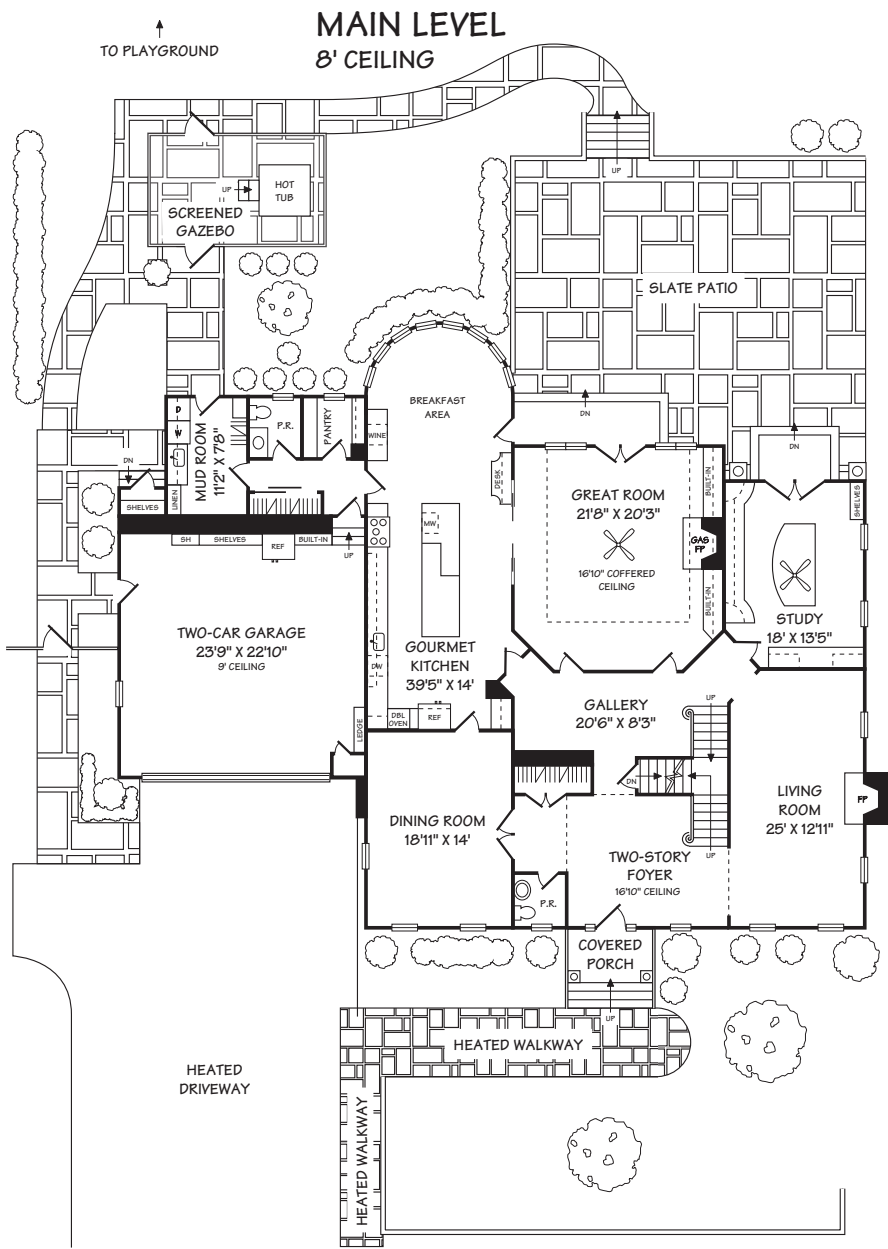 MAIN LEVEL
8' CEILING
TO PLAYGROUND
UP
HOT
TUB
SCREENED
GAZEBO
UP
SLATE PATIO
BREAKFAST
AREA
DN
DN
D
W
MUD ROOM
11'2" X 7'8"
LINEN
P.R.
PANTRY
WINE
DN
SHELVES
DESK
GREAT ROOM
21'8" X 20'3"
16'10" COFFERED
CEILING
BUILT-IN
GAS
FP
BUILT-IN
SHELVES
STUDY
18' X 13'5"
MW
SH
SHELVES
REF
BUILT-IN
UP
TWO-CAR GARAGE
23'9" X 22'10"
9' CEILING
LEDGE
GOURMET
KITCHEN
39'5" X 14'
DW
DBL
OVEN
REF
GALLERY
20'6" X 8'3"
UP
DN
UP
LIVING
ROOM
25' X 12'11"
FP
DINING ROOM
18'11" X 14'
TWO-STORY
FOYER
16'10" CEILING
P.R.
COVERED
PORCH
UP
HEATED WALKWAY
HEATED
DRIVEWAY
HEATED WALKWAY